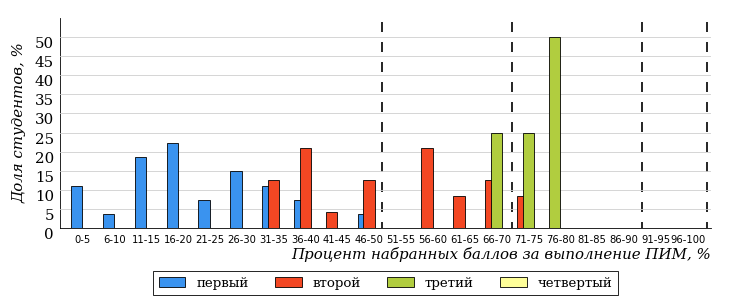 Доля студентов, %
50
45
40
35
30
25
20
15
10
5
0
0-5 6-10 11-15 16-20 21-25 26-30 31-35 36-40 41-45 46-50 51-55 56-60 61-65 66-70 71-75 76-80 81-85 86-90 91-95 96-100
Процент набранных баллов за выполнение ПИМ, %
первый второй третий четвертый